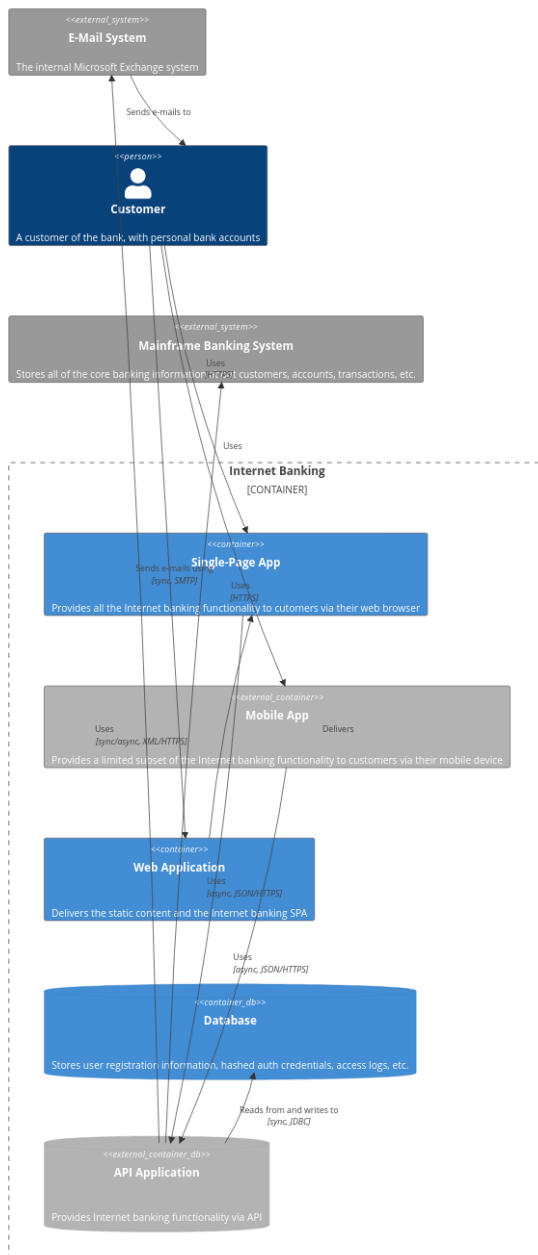 <<external_system>>
E-Mail System
The internal Microsoft Exchange system
Sends e-mails to
<<person>>
Customer
A customer of the bank, with personal bank accounts
<<external_system>>
Mainframe Banking System
Uses
[HTTPS]
Stores all of the core banking information about customers, accounts, transactions, etc.
Uses
Internet Banking
[CONTAINER]
<<container>>
Single-Page App
Sends e-mails using
[sync, SMTP]
Uses
[HTTPS]
Provides all the Internet banking functionality to cutomers via their web browser
<<external_container>>
Mobile App
Uses
[sync/async, XML/HTTPS]
Delivers
Provides a limited subset of the Internet banking functionality to customers via their mobile device
<<container>>
Web Application
Uses
[async, JSON/HTTPS]
Delivers the static content and the Internet banking SPA
Uses
[async, JSON/HTTPS]
<<container_db>>
Database
Stores user registration information, hashed auth credentials, access logs, etc.
Reads from and writes to
[sync, JDBC]
<<external_container_db>>
API Application
Provides Internet banking functionality via API